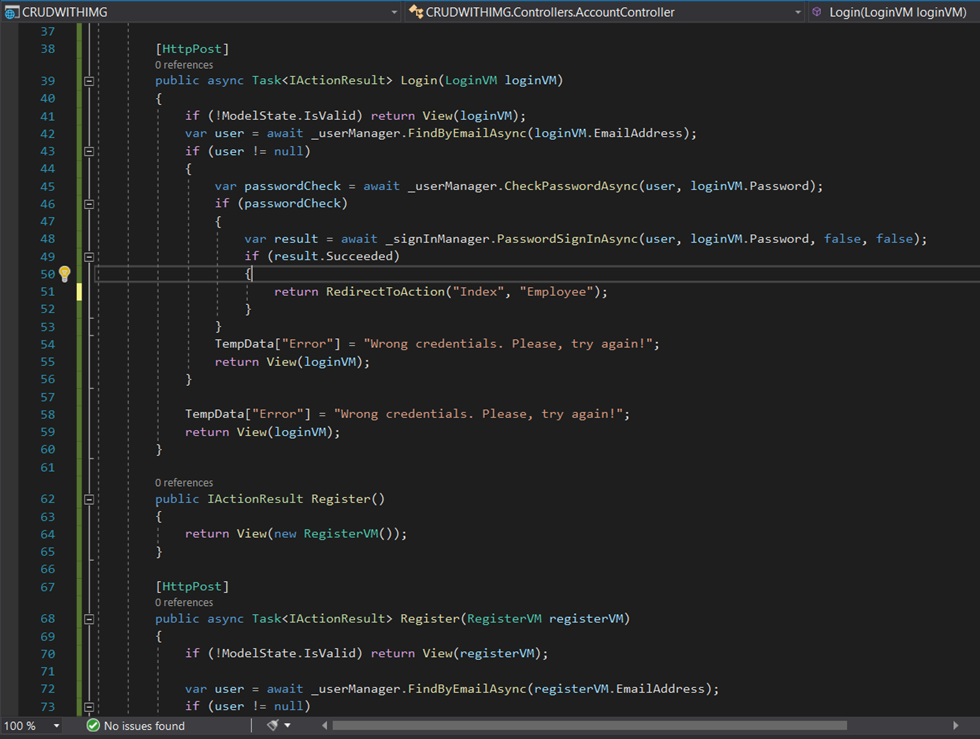 CRUDWITHIMG CRUDWITHIMG.Controllers.AccountController Login(LoginVM loginVM)
37
38 [HttpPost]
0 references
39 public async Task<IActionResult> Login(LoginVM loginVM)
40 {
41 if (!ModelState.IsValid) return View(loginVM);
42 var user = await _userManager.FindByEmailAsync(loginVM.EmailAddress);
43 if (user != null)
44 {
45 var passwordCheck = await _userManager.CheckPasswordAsync(user, loginVM.Password);
46 if (passwordCheck)
47 {
48 var result = await _signInManager.PasswordSignInAsync(user, loginVM.Password, false, false);
49 if (result.Succeeded)
50 {
51 return RedirectToAction("Index", "Employee");
52 }
53 }
54 TempData["Error"] = "Wrong credentials. Please, try again!";
55 return View(loginVM);
56 }
57
58 TempData["Error"] = "Wrong credentials. Please, try again!";
59 return View(loginVM);
60 }
61
0 references
62 public IActionResult Register()
63 {
64 return View(new RegisterVM());
65 }
66
67 [HttpPost]
0 references
68 public async Task<IActionResult> Register(RegisterVM registerVM)
69 {
70 if (!ModelState.IsValid) return View(registerVM);
71
72 var user = await _userManager.FindByEmailAsync(registerVM.EmailAddress);
73 if (user != null)
100 % No issues found